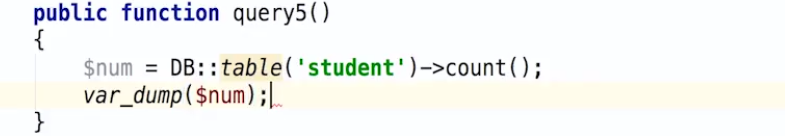 public function query5()
{
    $num = DB::table('student')->count();
    var_dump($num);
}